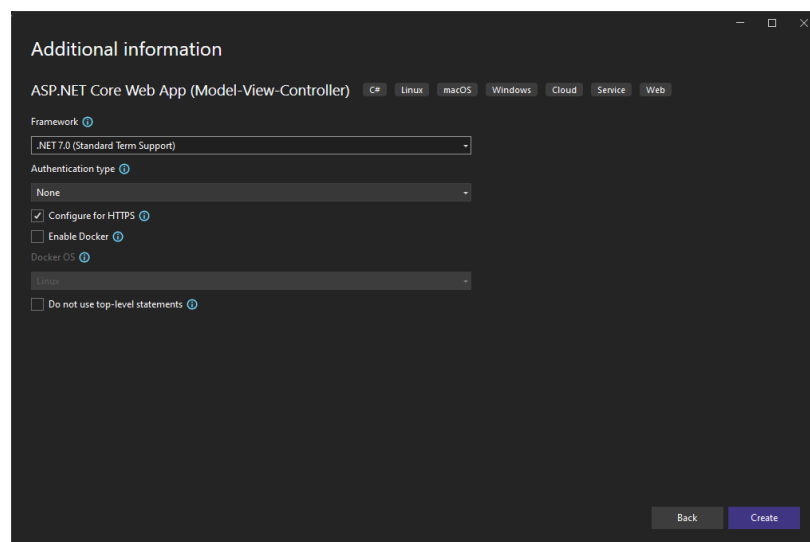 Additional information
ASP.NET Core Web App (Model-View-Controller) C# Linux macOS Windows Cloud Service Web
Framework
.NET 7.0 (Standard Term Support)
Authentication type
None
Configure for HTTPS
Enable Docker
Docker OS
Linux
Do not use top-level statements
Back Create